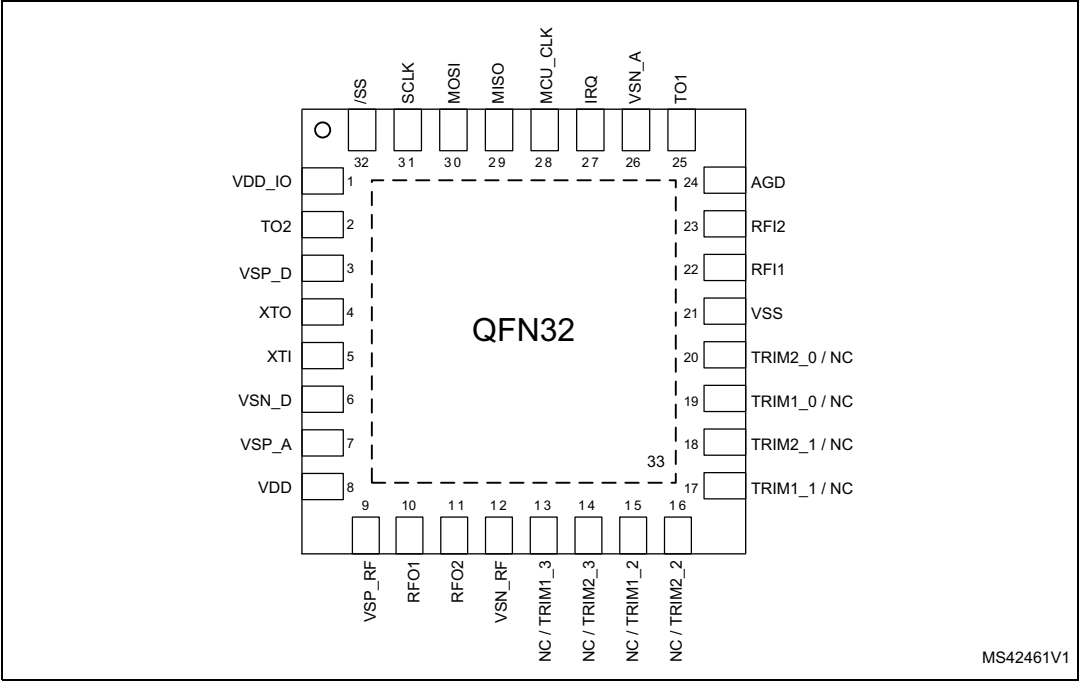 /SS
SCLK
MOSI
MISO
MCU_CLK
IRQ
VSN_A
TO1
32 31 30 29 28 27 26 25
VDD_IO 1
TO2 2
VSP_D 3
XTO 4
XTI 5
VSN_D 6
VSP_A 7
VDD 8
QFN32
33
24 AGD
23 RFI2
22 RFI1
21 VSS
20 TRIM2_0 / NC
19 TRIM1_0 / NC
18 TRIM2_1 / NC
17 TRIM1_1 / NC
9 10 11 12 13 14 15 16
VSP_RF
RFO1
RFO2
VSN_RF
NC / TRIM1_3
NC / TRIM2_3
NC / TRIM1_2
NC / TRIM2_2
MS42461V1